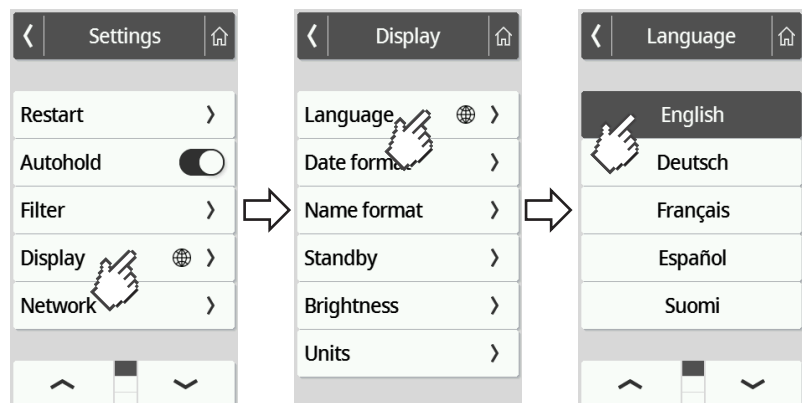 Settings
Restart
Autohold
Filter
Display
Network
Display
Language
Date format
Name format
Standby
Brightness
Units
Language
English
Deutsch
Français
Español
Suomi